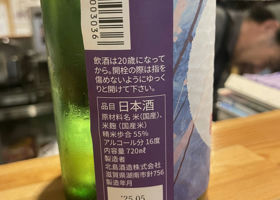 003036
飲酒は20歳になって
から。開栓の際は指を
傷めないようにゆっく
りと開けて下さい。
品目 日本酒
原材料名 米(国産)、
米麹(国産米)
精米歩合 55%
アルコール分 16度
内容量 720㎖
製造者
北島酒造株式会社
滋賀県湖南市針756
製造年月
'25.05